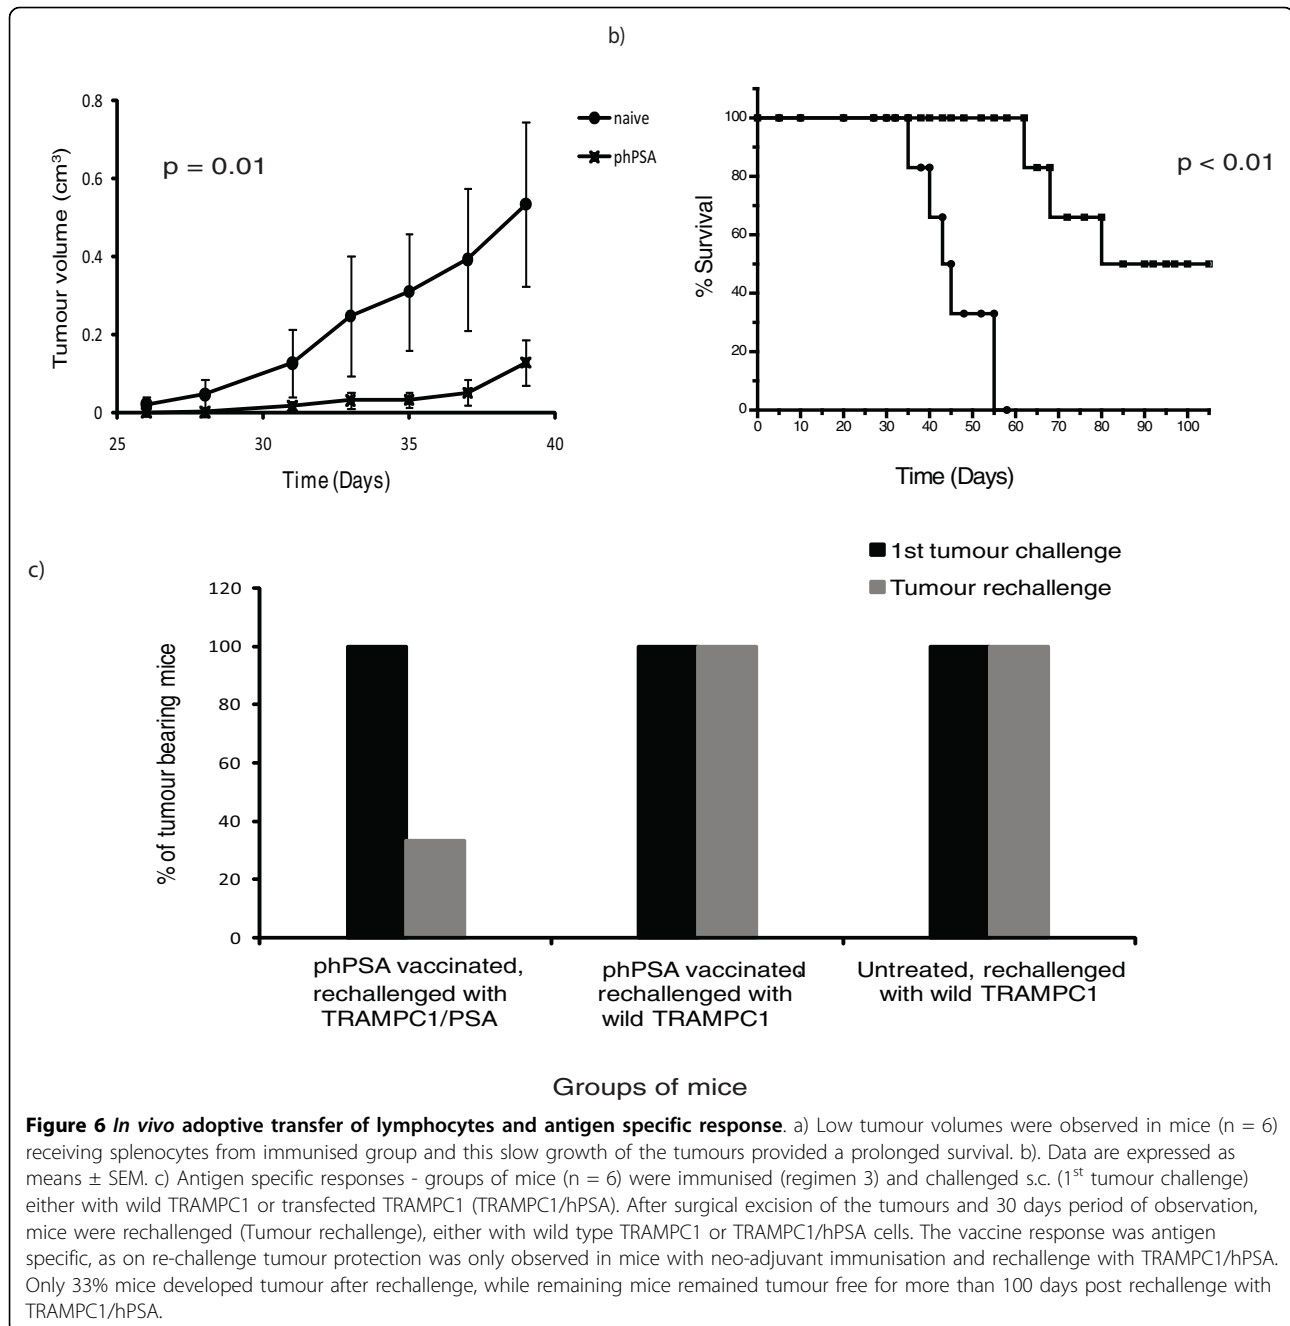 b)
0.8
0.6
0.4
0.2
0
Tumour volume (cm³)
p = 0.01
naive
phPSA
25
30
35
40
Time (Days)
100
80
60
40
20
0
% Survival
p < 0.01
0 10 20 30 40 50 60 70 80 90 100
Time (Days)
c)
1st tumour challenge
Tumour rechallenge
120
100
80
60
40
20
0
% of tumour bearing mice
phPSA vaccinated,
rechallenged with
TRAMPC1/PSA
phPSA vaccinated,
rechallenged with
wild TRAMPC1
Untreated, rechallenged
with wild TRAMPC1
Groups of mice
Figure 6 In vivo adoptive transfer of lymphocytes and antigen specific response. a) Low tumour volumes were observed in mice (n = 6)
receiving splenocytes from immunised group and this slow growth of the tumours provided a prolonged survival. b). Data are expressed as
means ± SEM. c) Antigen specific responses - groups of mice (n = 6) were immunised (regimen 3) and challenged s.c. (1st tumour challenge)
either with wild TRAMPC1 or transfected TRAMPC1 (TRAMPC1/hPSA). After surgical excision of the tumours and 30 days period of observation,
mice were rechallenged (Tumour rechallenge), either with wild type TRAMPC1 or TRAMPC1/hPSA cells. The vaccine response was antigen
specific, as on re-challenge tumour protection was only observed in mice with neo-adjuvant immunisation and rechallenge with TRAMPC1/hPSA.
Only 33% mice developed tumour after rechallenge, while remaining mice remained tumour free for more than 100 days post rechallenge with
TRAMPC1/hPSA.